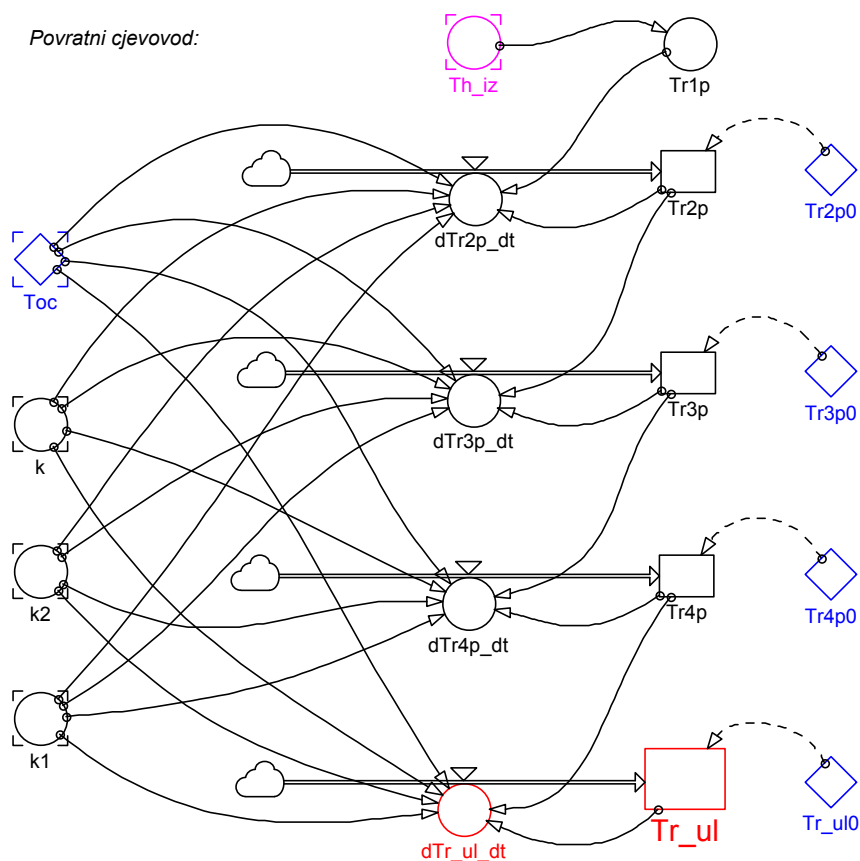 Povratni cjevovod:
Th_iz
Tr1p
Tr2p
Tr2p0
dTr2p_dt
Toc
Tr3p
Tr3p0
dTr3p_dt
k
Tr4p
Tr4p0
k2
dTr4p_dt
k1
Tr_ul
Tr_ul0
dTr_ul_dt